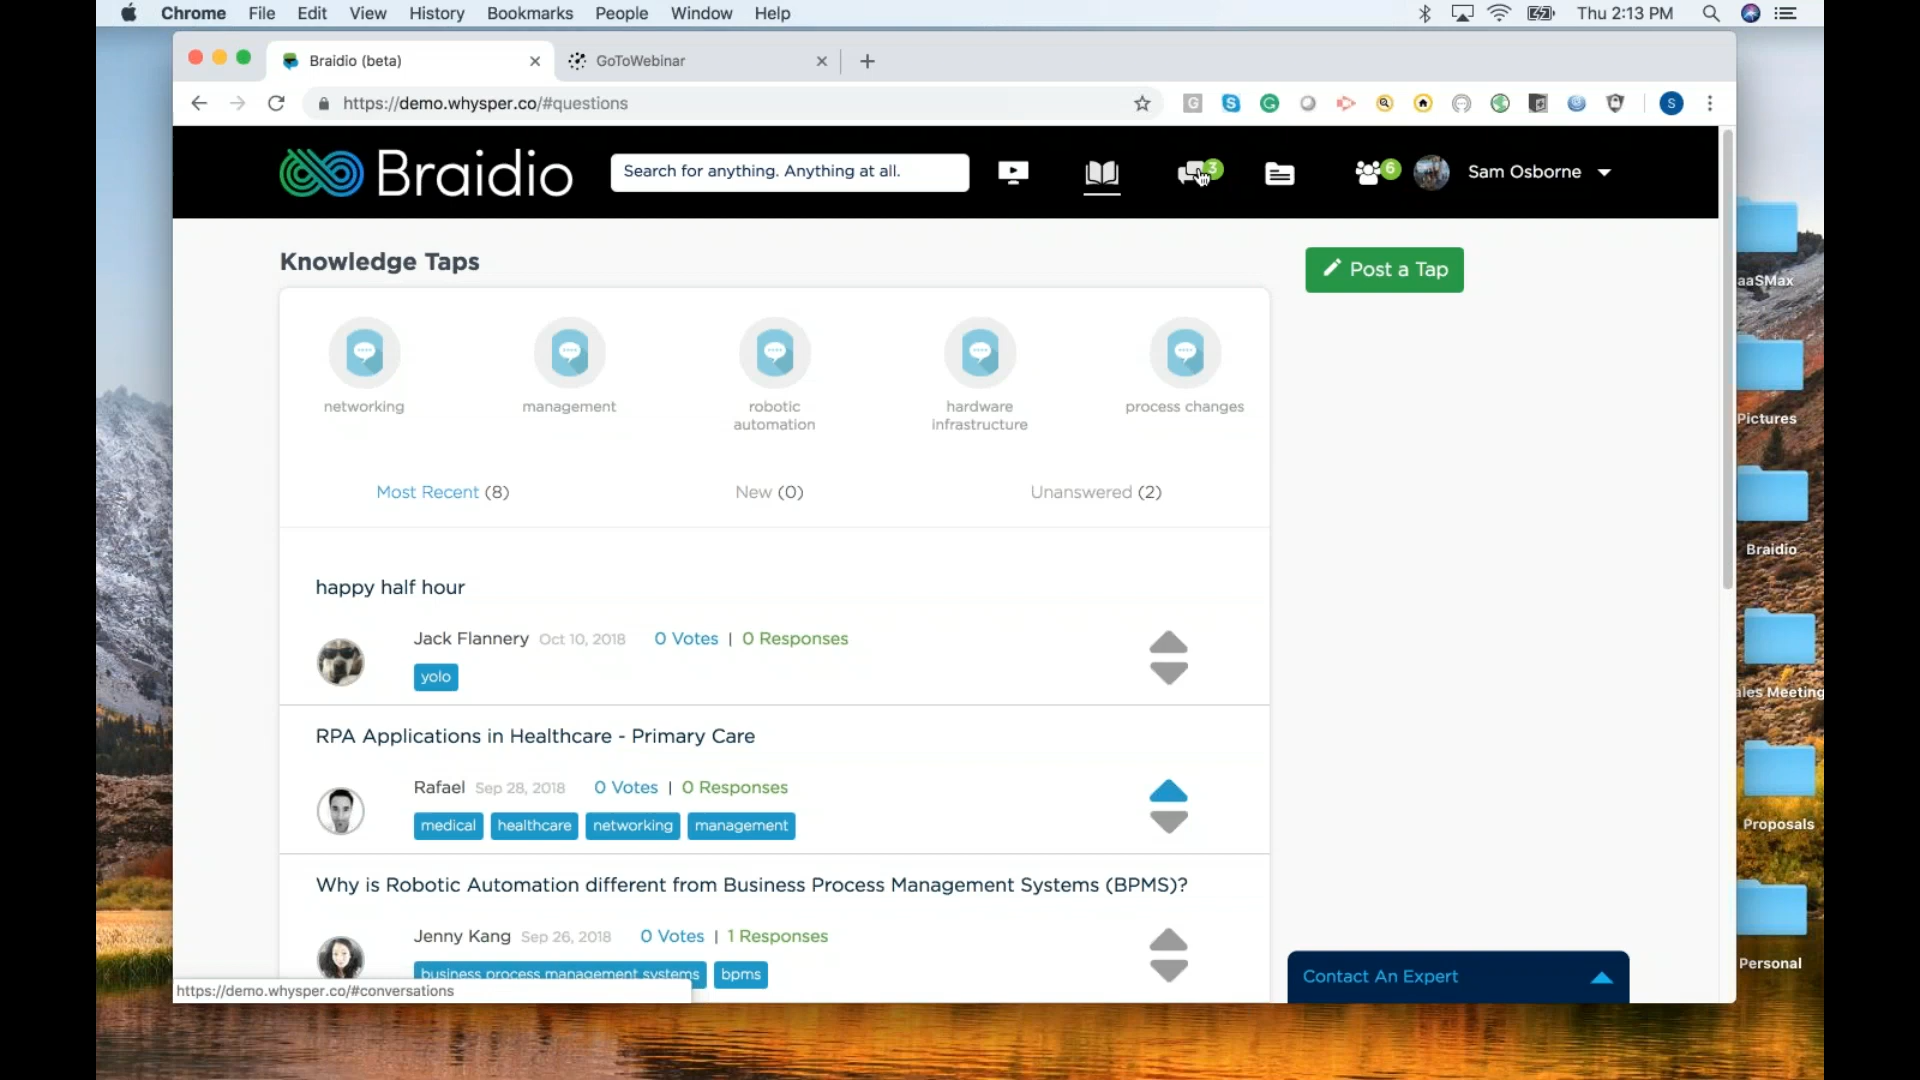 Chrome File Edit View History Bookmarks People Window Help Thu 2:13 PM
Braidio (beta) GoToWebinar
https://demo.whysper.co/#questions
Braidio Search for anything. Anything at all. 3 6 Sam Osborne
Knowledge Taps Post a Tap
networking management robotic automation hardware infrastructure process changes
Most Recent (8) New (0) Unanswered (2)
happy half hour
Jack Flannery Oct 10, 2018 0 Votes | 0 Responses
yolo
RPA Applications in Healthcare - Primary Care
Rafael Sep 28, 2018 0 Votes | 0 Responses
medical healthcare networking management
Why is Robotic Automation different from Business Process Management Systems (BPMS)?
Jenny Kang Sep 26, 2018 0 Votes | 1 Responses
business process management systems bpms
Contact An Expert
https://demo.whysper.co/#conversations
aaSMax
Pictures
Braidio
ales Meeting
Proposals
Personal